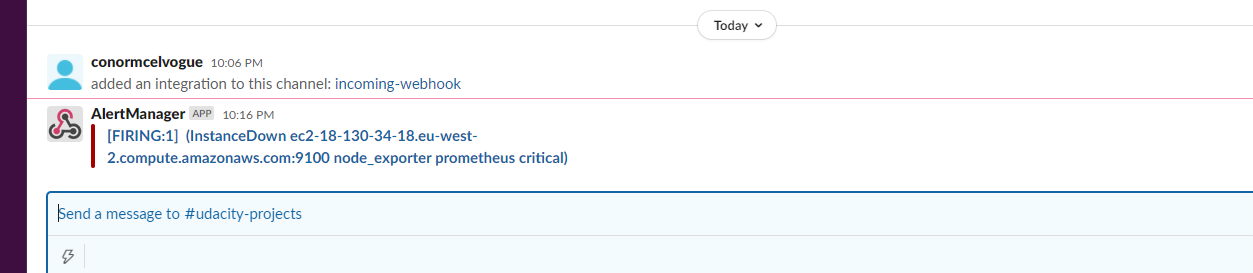 Today
conormcelvogue 10:06 PM
added an integration to this channel: incoming-webhook
AlertManager APP 10:16 PM
[FIRING:1] (InstanceDown ec2-18-130-34-18.eu-west-
2.compute.amazonaws.com:9100 node_exporter prometheus critical)
Send a message to #udacity-projects